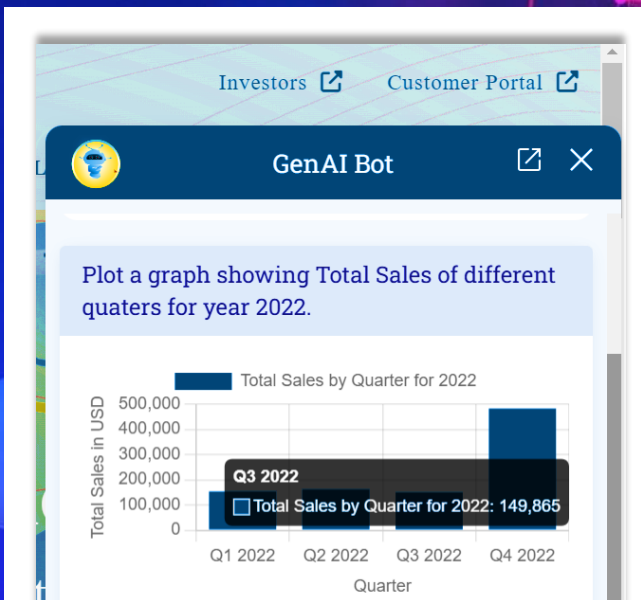 Investors
Customer Portal
GenAI Bot
Plot a graph showing Total Sales of different
quaters for year 2022.
Total Sales by Quarter for 2022
Total Sales in USD
500,000
400,000
300,000
200,000
100,000
0
Q3 2022
Total Sales by Quarter for 2022: 149,865
Q1 2022
Q2 2022
Q3 2022
Q4 2022
Quarter